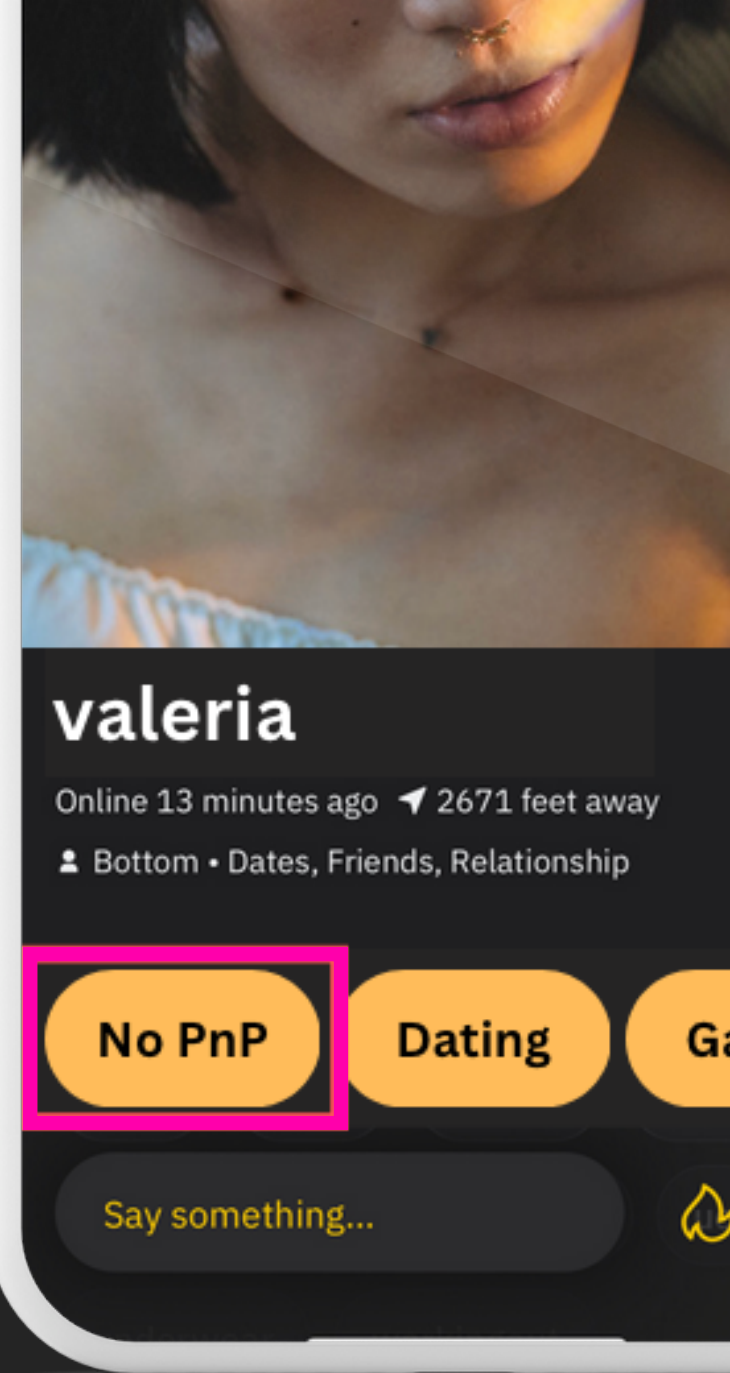 valeria
Online 13 minutes ago 2671 feet away
Bottom • Dates, Friends, Relationship
No PnP Dating
Say something...